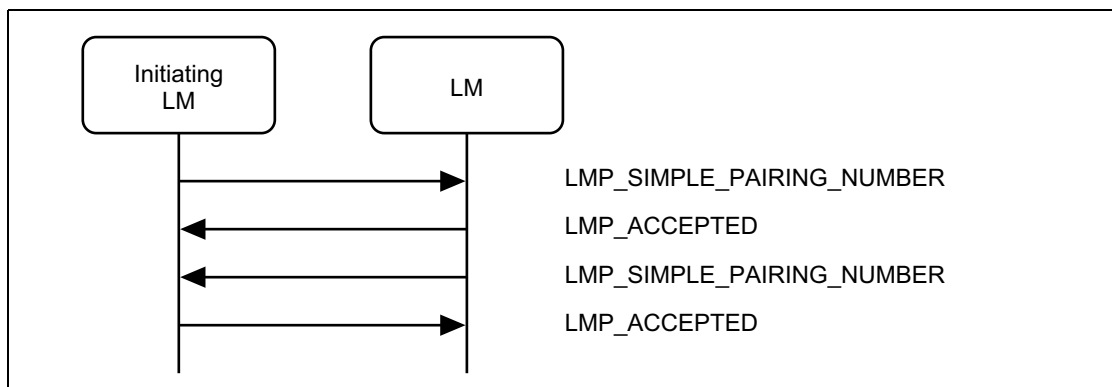 Initiating
LM
LM
LMP_SIMPLE_PAIRING_NUMBER
LMP_ACCEPTED
LMP_SIMPLE_PAIRING_NUMBER
LMP_ACCEPTED